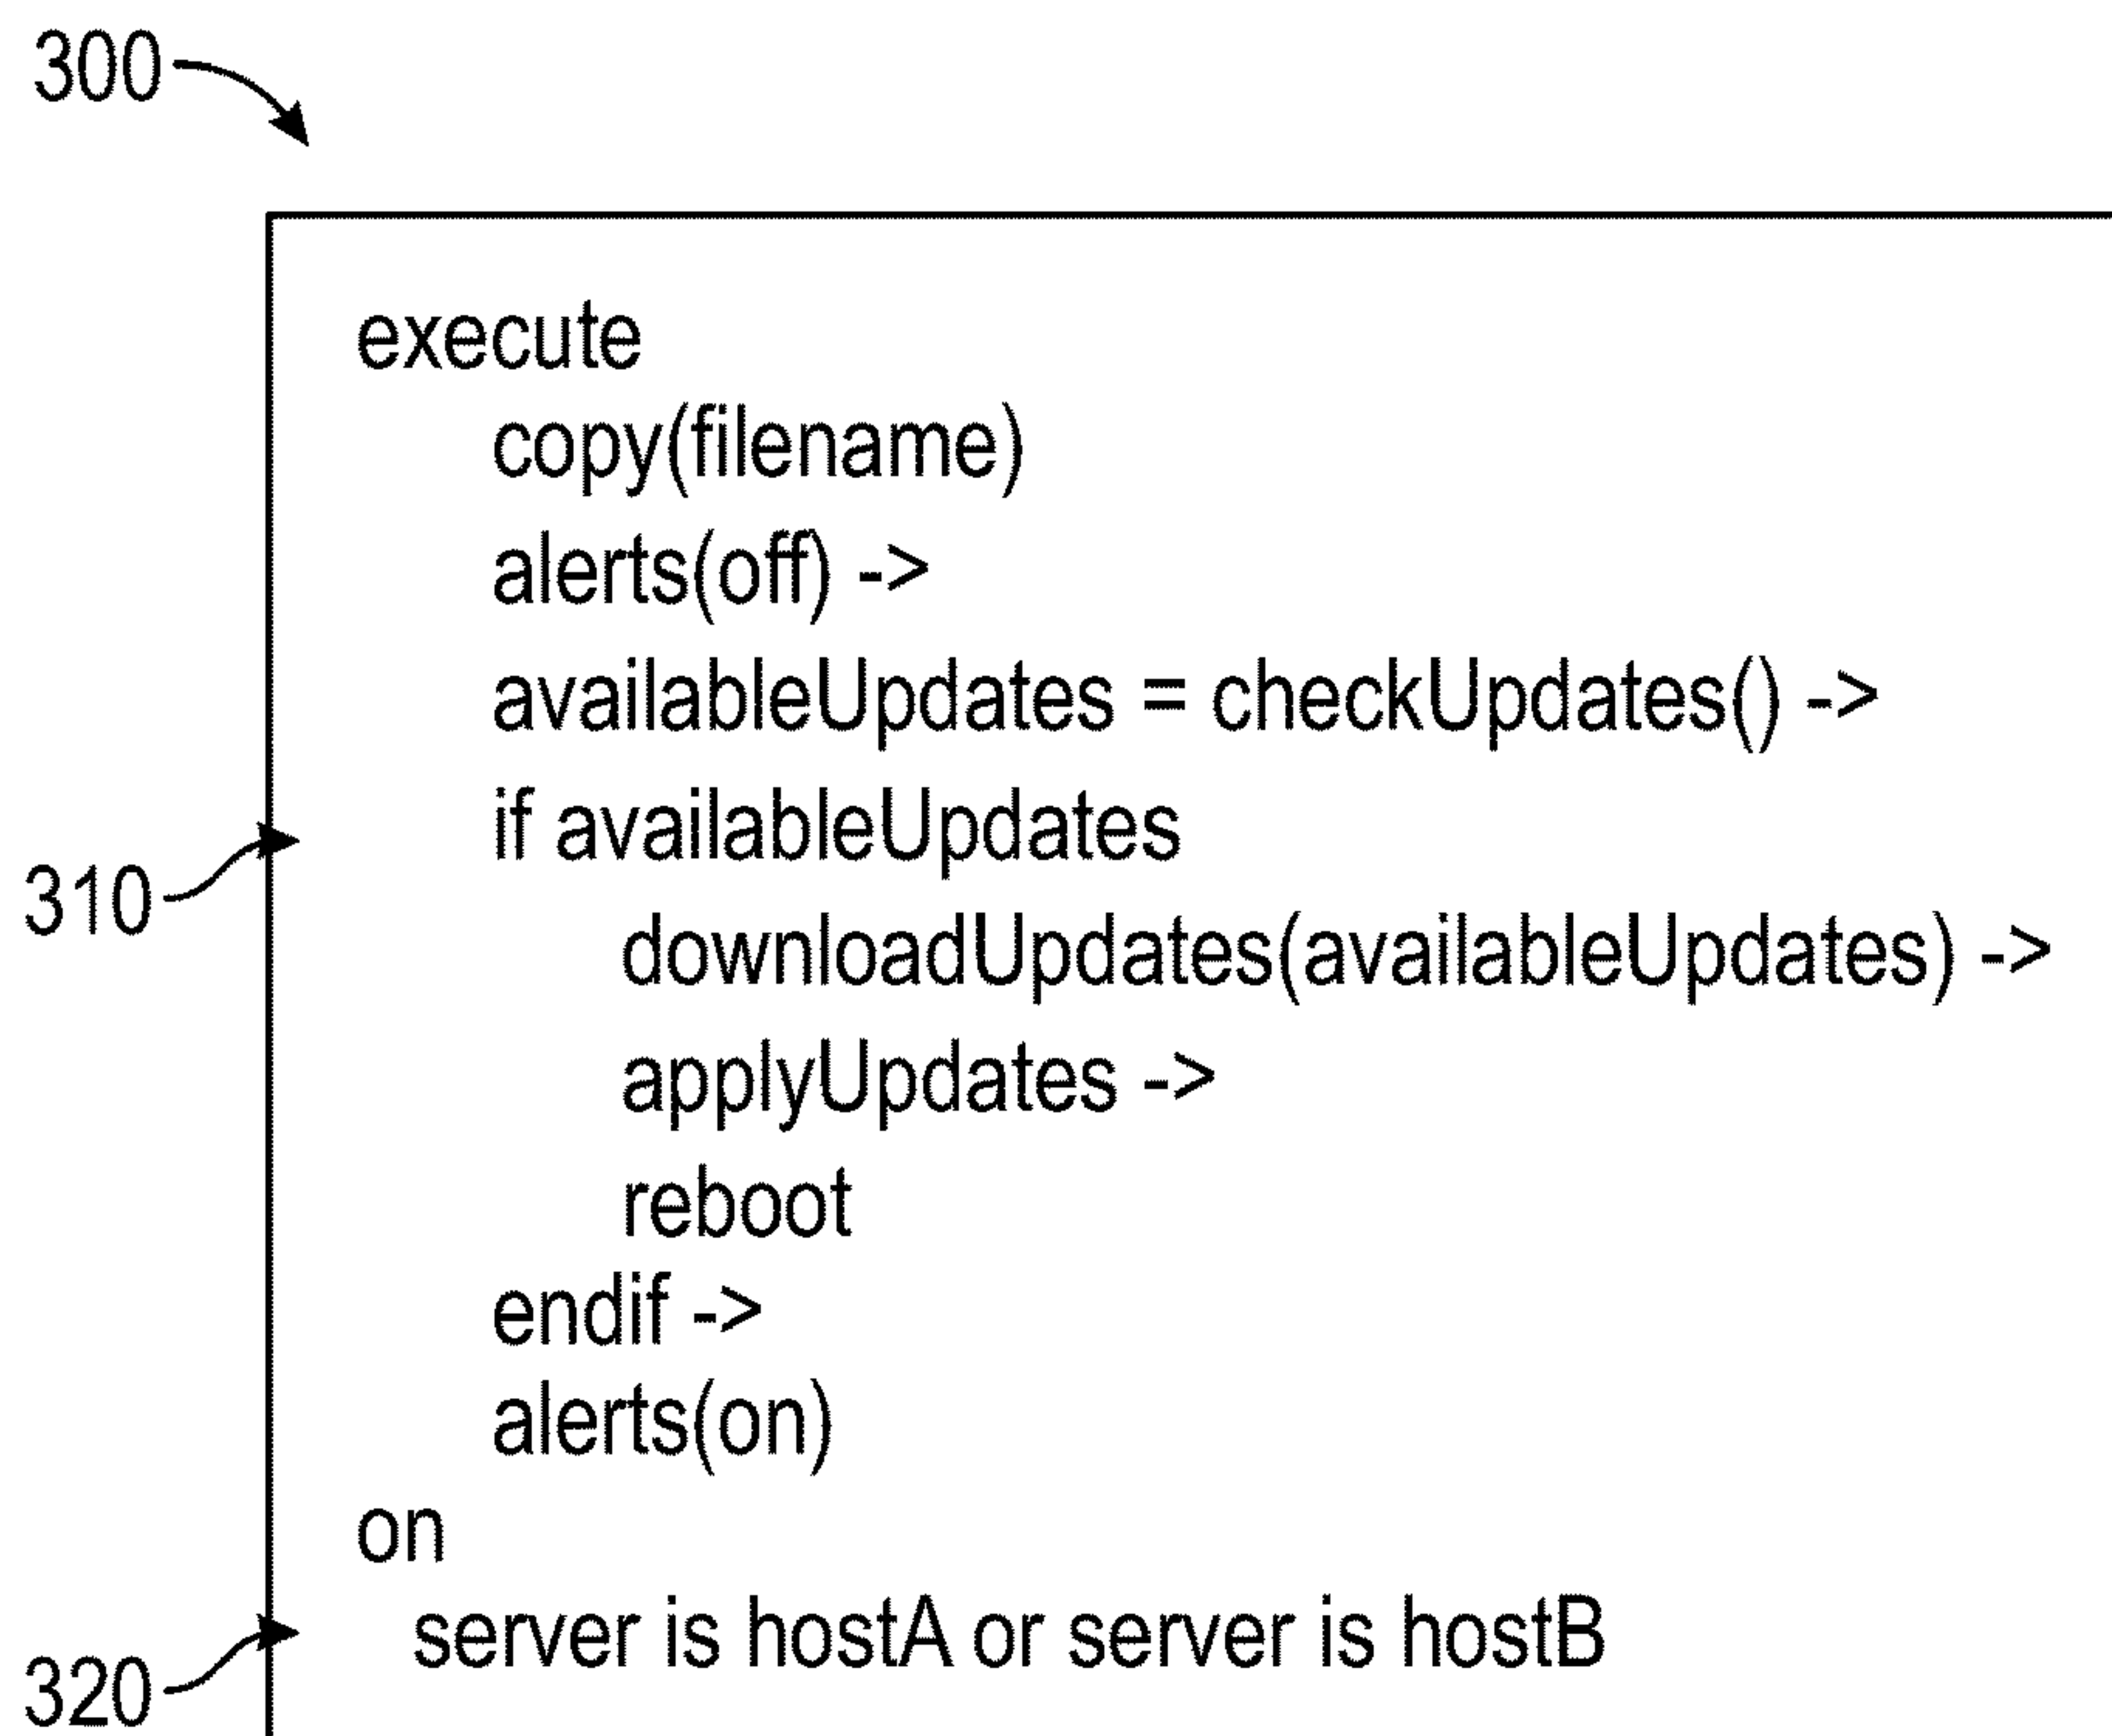 300
execute
copy(filename)
alerts(off) ->
availableUpdates = checkUpdates() ->
if availableUpdates
310
downloadUpdates(availableUpdates) ->
applyUpdates ->
reboot
endif ->
alerts(on)
on
server is hostA or server is hostB
320